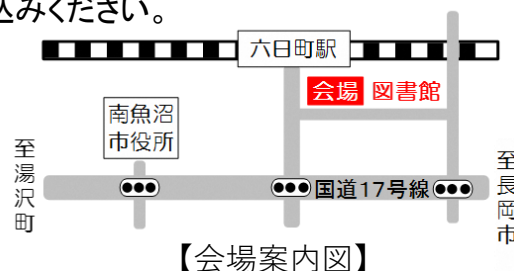 込みください。
六日町駅
会場 図書館
南魚沼
市役所
至湯沢町
国道17号線
至長岡市
【会場案内図】